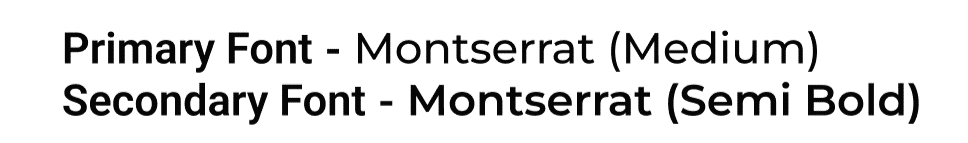 Primary Font - Montserrat (Medium)
Secondary Font - Montserrat (Semi Bold)